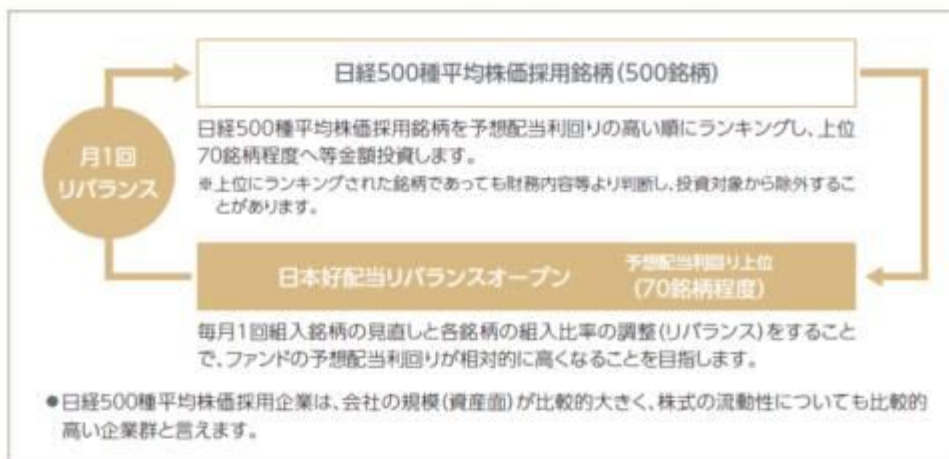 日経500種平均株価採用銘柄(500銘柄)
日経500種平均株価採用銘柄を予想配当利回りの高い順にランキングし、上位
70銘柄程度へ等金額投資します。
※上位にランキングされた銘柄であっても財務内容等より判断し、投資対象から除外するこ
とがあります。
月1回
リバランス
日本好配当リバランスオープン
予想配当利回り上位
(70銘柄程度)
毎月1回組入銘柄の見直しと各銘柄の組入比率の調整(リバランス)をすること
で、ファンドの予想配当利回りが相対的に高くなることを目指します。
●日経500種平均株価採用企業は、会社の規模(資産面)が比較的大きく、株式の流動性についても比較的
高い企業群と言えます。